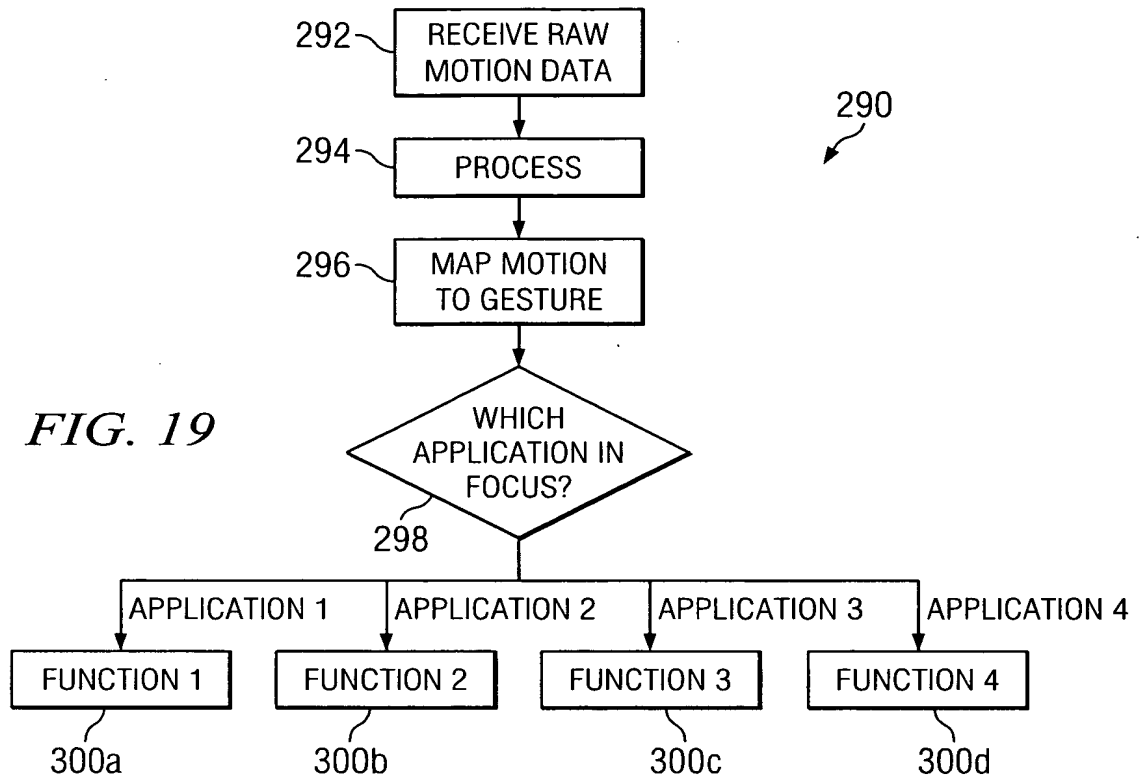 292
RECEIVE RAW
MOTION DATA
290
294
PROCESS
296
MAP MOTION
TO GESTURE
FIG. 19
WHICH
APPLICATION IN
FOCUS?
298
APPLICATION 1
APPLICATION 2
APPLICATION 3
APPLICATION 4
FUNCTION 1
FUNCTION 2
FUNCTION 3
FUNCTION 4
300a
300b
300c
300d